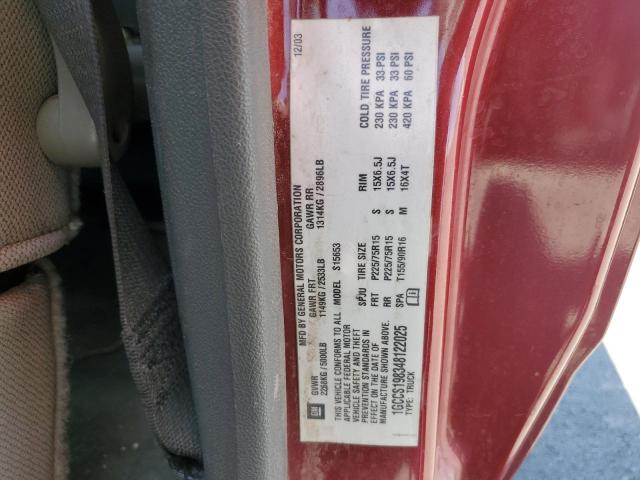 MFD BY GENERAL MOTORS CORPORATION 12/03
GVWR GAWR FRT GAWR RR
2268KG / 5000LB 1149KG / 2533LB 1314KG / 2896LB
GM
THIS VEHICLE CONFORMS TO ALL MODEL S15653
APPLICABLE FEDERAL MOTOR
VEHICLE SAFETY AND THEFT
PREVENTION STANDARDS IN
EFFECT ON THE DATE OF
MANUFACTURE SHOWN ABOVE.
1GCCS196348122025
TYPE: TRUCK
SPJU TIRE SIZE RIM COLD TIRE PRESSURE
FRT P225/75R15 S 15X6.5J 230 KPA 33 PSI
RR P225/75R15 S 15X6.5J 230 KPA 33 PSI
SPA T155/90R16 M 16X4T 420 KPA 60 PSI